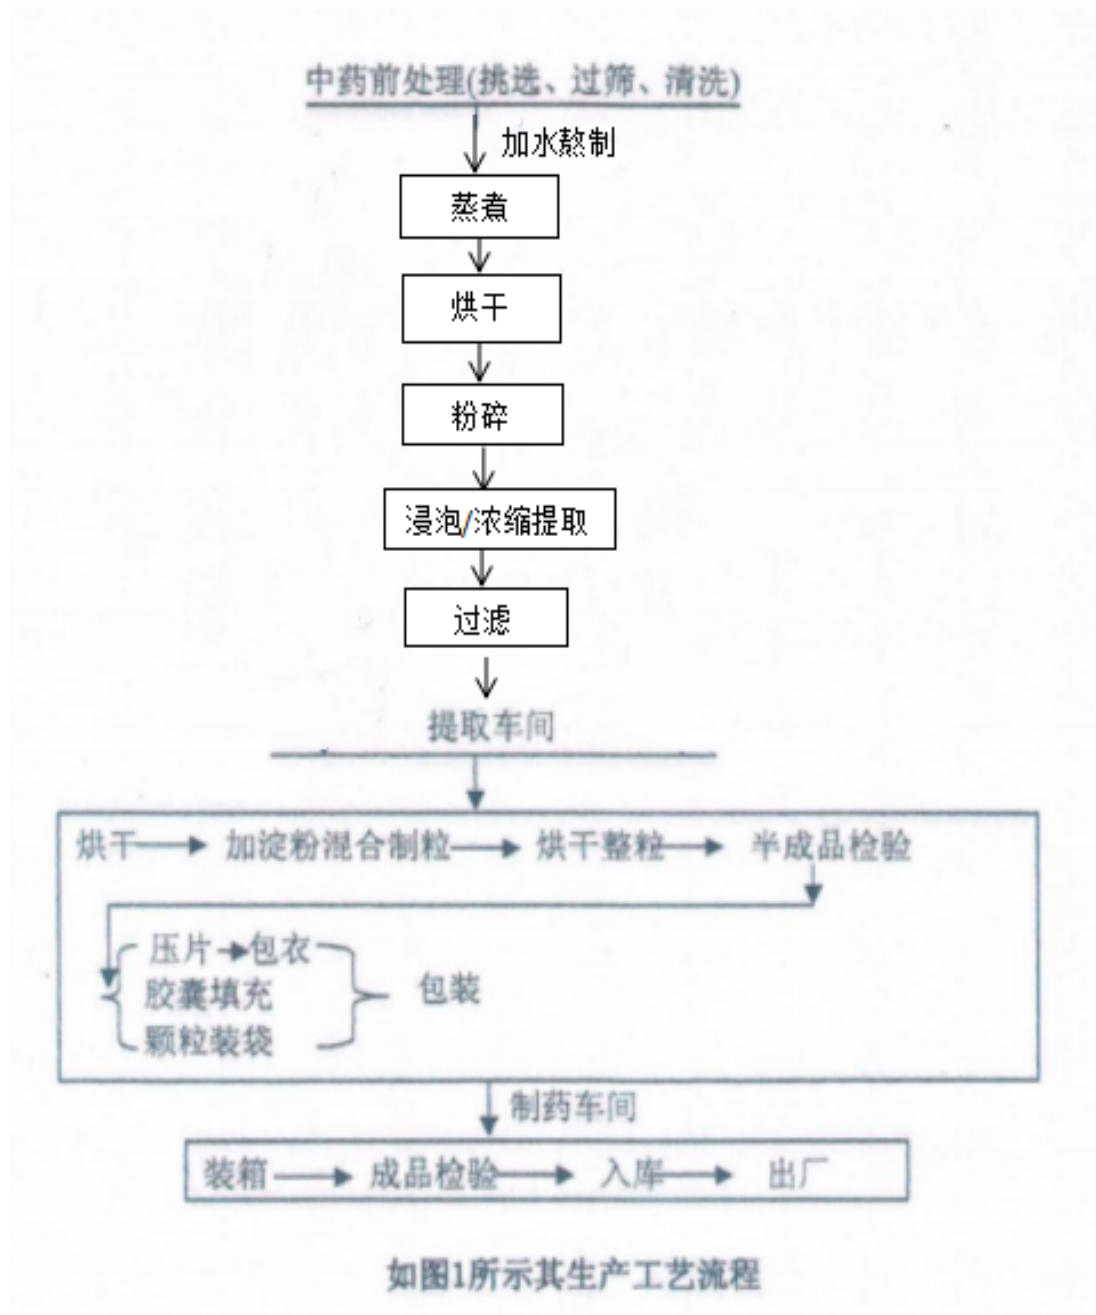 中药前处理(挑选、过筛、清洗)
加水熬制
蒸煮
烘干
粉碎
浸泡/浓缩提取
过滤
提取车间
烘干 加淀粉混合制粒 烘干整粒 半成品检验
压片 包衣
胶囊填充
包装
颗粒装袋
制药车间
装箱 成品检验 入库 出厂
如图1所示其生产工艺流程